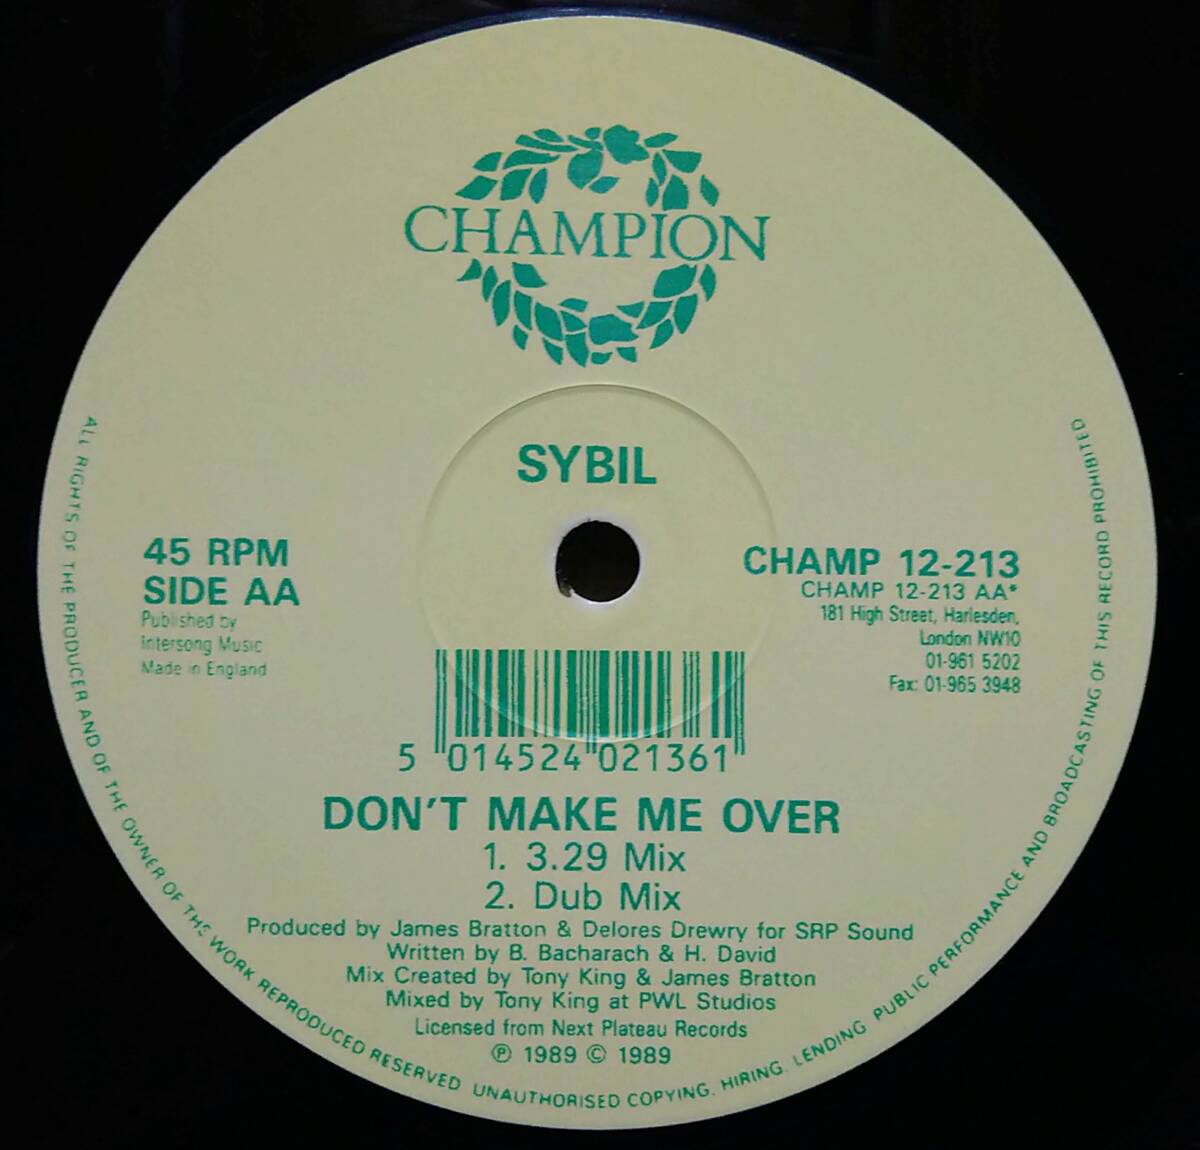 CHAMPION
SYBIL
45 RPM
SIDE AA
Published by
Intersong Music
Made in England
CHAMP 12-213
CHAMP 12-213 AA*
181 High Street, Harlesden,
London NW10
01-961 5202
Fax: 01-965 3948
5 014524 021361
DON'T MAKE ME OVER
1. 3.29 Mix
2. Dub Mix
Produced by James Bratton & Delores Drewry for SRP Sound
Written by B. Bacharach & H. David
Mix Created by Tony King & James Bratton
Mixed by Tony King at PWL Studios
Licensed from Next Plateau Records
℗ 1989 © 1989
ALL RIGHTS OF THE PRODUCER AND OF THE OWNER OF THE WORK REPRODUCED RESERVED UNAUTHORISED COPYING, HIRING, LENDING, PUBLIC PERFORMANCE AND BROADCASTING OF THIS RECORD PROHIBITED